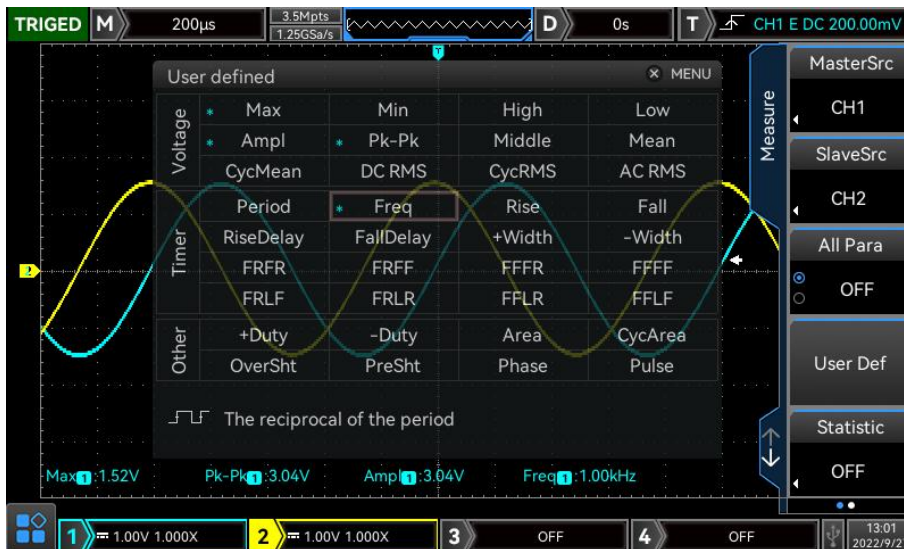 TRIGED M 200μs 3.5Mpts 1.25GSa/s D 0s T CH1 E DC 200.00mV
User defined MENU
Voltage
Max Min High Low
Ampl Pk-Pk Middle Mean
CycMean DC RMS CycRMS AC RMS
Timer
Period Freq Rise Fall
RiseDelay FallDelay +Width -Width
FRFR FRFF FFFR FFFF
FRLF FRLR FFLR FFLF
Other
+Duty -Duty Area CycArea
OverSht PreSht Phase Pulse
The reciprocal of the period
Measure
MasterSrc
CH1
SlaveSrc
CH2
All Para
OFF
User Def
Statistic
OFF
T
2
Max 1 :1.52V Pk-Pk 1 :3.04V Ampl 1 :3.04V Freq 1 :1.00kHz
1 1.00V 1.000X 2 1.00V 1.000X 3 OFF 4 OFF
13:01